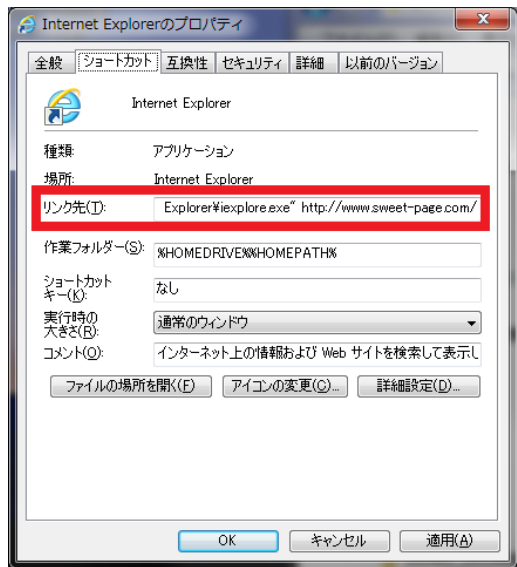 Internet Explorerのプロパティ
全般 ショートカット 互換性 セキュリティ 詳細 以前のバージョン
Internet Explorer
種類: アプリケーション
場所: Internet Explorer
リンク先(T): Explorer¥iexplore.exe" http://www.sweet-page.com/
作業フォルダー(S): %HOMEDRIVE%%HOMEPATH%
ショートカット
キー(K): なし
実行時の
大きさ(R): 通常のウィンドウ
コメント(O): インターネット上の情報および Web サイトを検索して表示し
ファイルの場所を開く(F) アイコンの変更(C)... 詳細設定(D)...
OK キャンセル 適用(A)